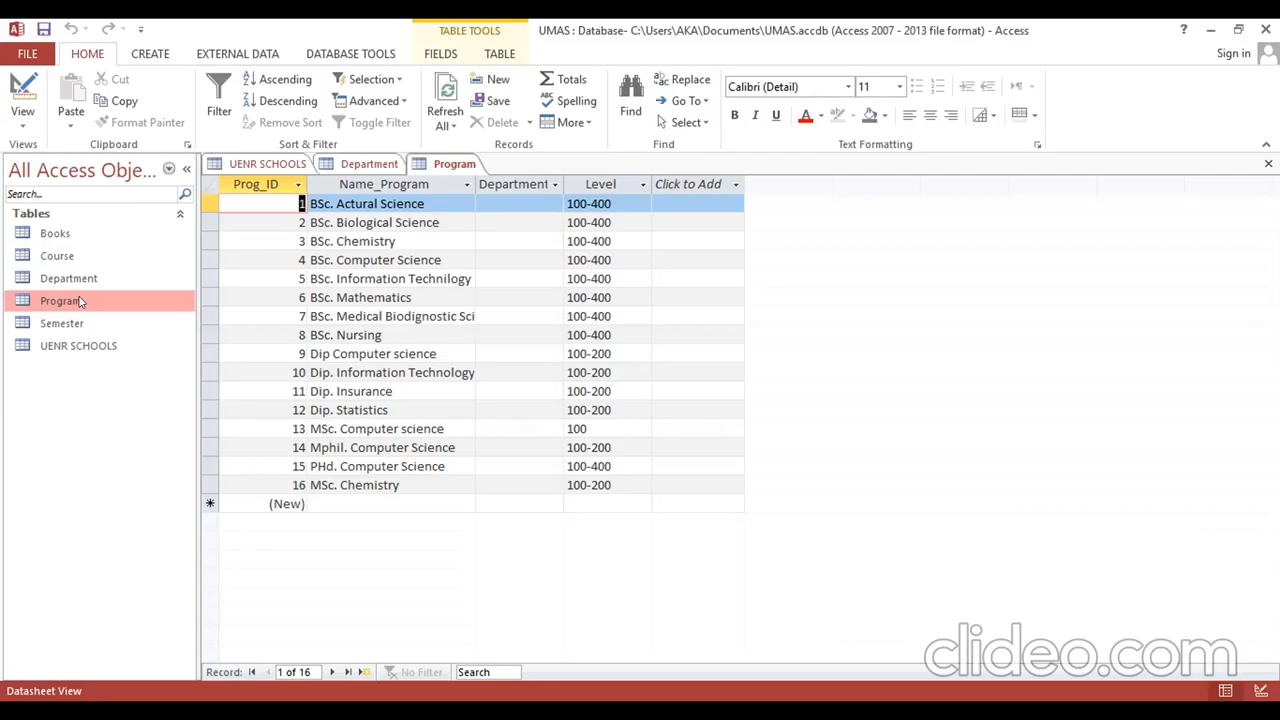 TABLE TOOLS
UMAS : Database- C:\Users\AKA\Documents\UMAS.accdb (Access 2007 - 2013 file format) - Access
?
FILE HOME CREATE EXTERNAL DATA DATABASE TOOLS FIELDS TABLE Sign in
View
Views
Paste
Cut
Copy
Format Painter
Clipboard
Filter
Ascending
Descending
Remove Sort
Selection
Advanced
Toggle Filter
Sort & Filter
Refresh
All
New
Save
Delete
Totals
Spelling
More
Records
Find
Replace
Go To
Select
Find
Calibri (Detail) 11
B I U A
Text Formatting
All Access Obje...
Search...
Tables
Books
Course
Department
Program
Semester
UENR SCHOOLS
UENR SCHOOLS Department Program
Prog_ID Name_Program Department Level Click to Add
1 BSc. Actural Science 100-400
2 BSc. Biological Science 100-400
3 BSc. Chemistry 100-400
4 BSc. Computer Science 100-400
5 BSc. Information Technilogy 100-400
6 BSc. Mathematics 100-400
7 BSc. Medical Biodignostic Sci 100-400
8 BSc. Nursing 100-400
9 Dip Computer science 100-200
10 Dip. Information Technology 100-200
11 Dip. Insurance 100-200
12 Dip. Statistics 100-200
13 MSc. Computer science 100
14 Mphil. Computer Science 100-200
15 PHd. Computer Science 100-400
16 MSc. Chemistry 100-200
(New)
clideo.com
Record: 1 of 16 No Filter Search
Datasheet View